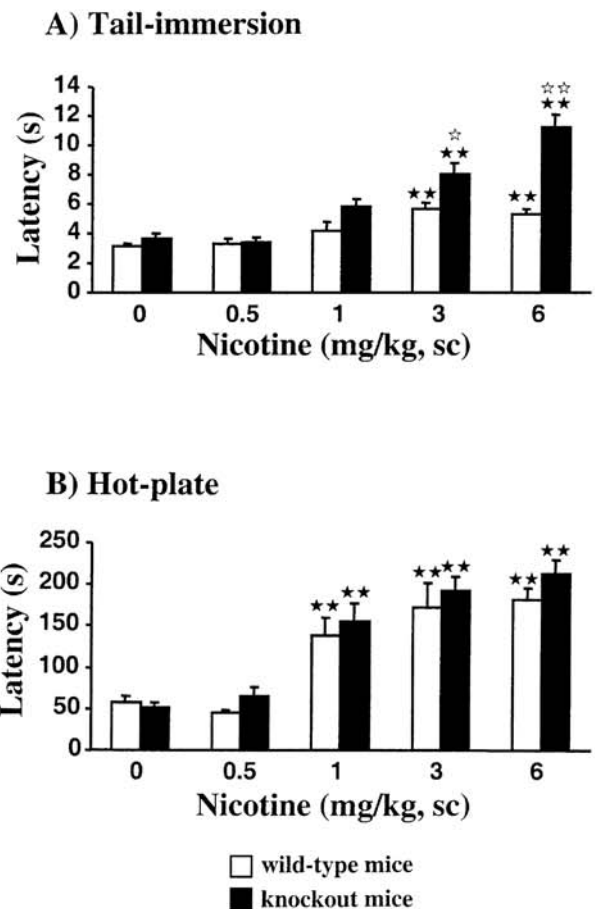 A) Tail-immersion
14
12
10
8
6
4
2
0
Latency (s)
☆
★★
☆☆
★★
★★
★★
0 0.5 1 3 6
Nicotine (mg/kg, sc)
B) Hot-plate
250
200
150
100
50
0
Latency (s)
★★ ★★ ★★ ★★ ★★ ★★
0 0.5 1 3 6
Nicotine (mg/kg, sc)
wild-type mice
knockout mice